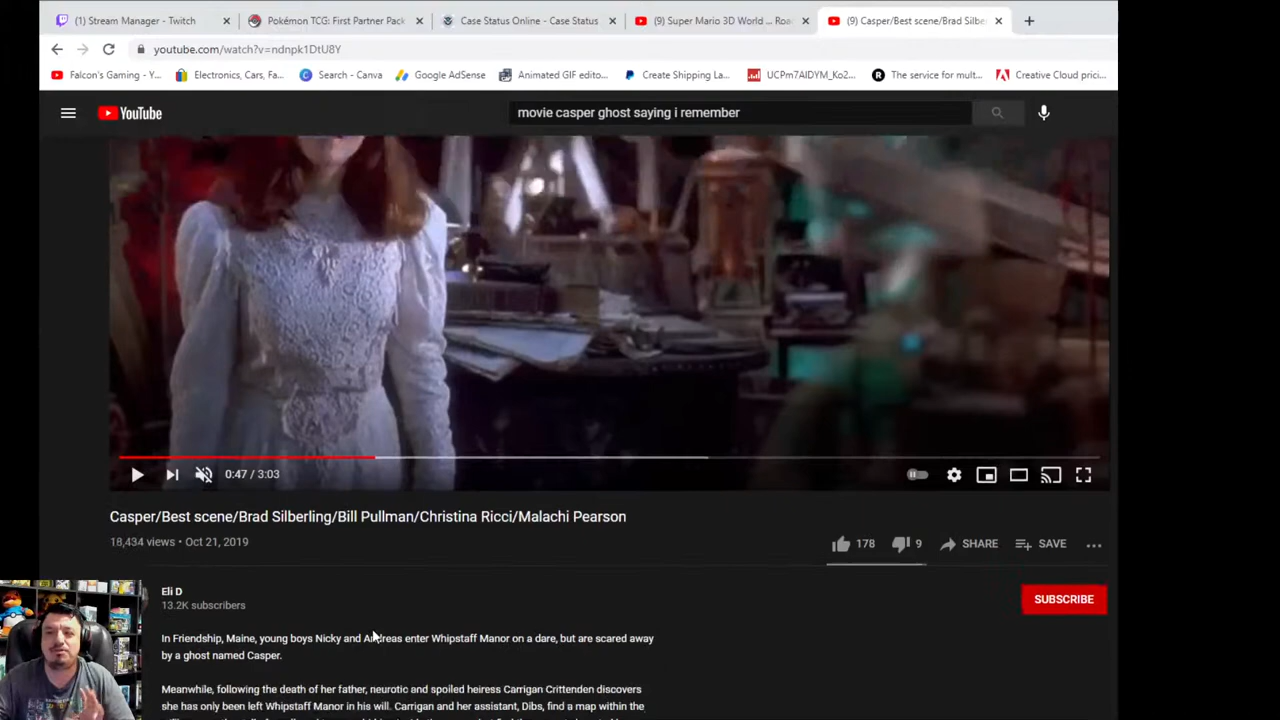 (1) Stream Manager - Twitch
Pokémon TCG: First Partner Pack
Case Status Online - Case Status
(9) Super Mario 3D World ... Roa
(9) Casper/Best scene/Brad Silber
youtube.com/watch?v=ndnpk1DtU8Y
Falcon's Gaming - Y...
Electronics, Cars, Fa...
Search - Canva
Google AdSense
Animated GIF edito...
Create Shipping La...
UCPm7AIDYM_Ko2...
The service for mult...
Creative Cloud pric...
YouTube
movie casper ghost saying i remember
0:47 / 3:03
Casper/Best scene/Brad Silberling/Bill Pullman/Christina Ricci/Malachi Pearson
18,434 views • Oct 21, 2019
178
9
SHARE
SAVE
Eli D
13.2K subscribers
SUBSCRIBE
In Friendship, Maine, young boys Nicky and Andreas enter Whipstaff Manor on a dare, but are scared away
by a ghost named Casper.
Meanwhile, following the death of her father, neurotic and spoiled heiress Carrigan Crittenden discovers
she has only been left Whipstaff Manor in his will. Carrigan and her assistant, Dibs, find a map within the